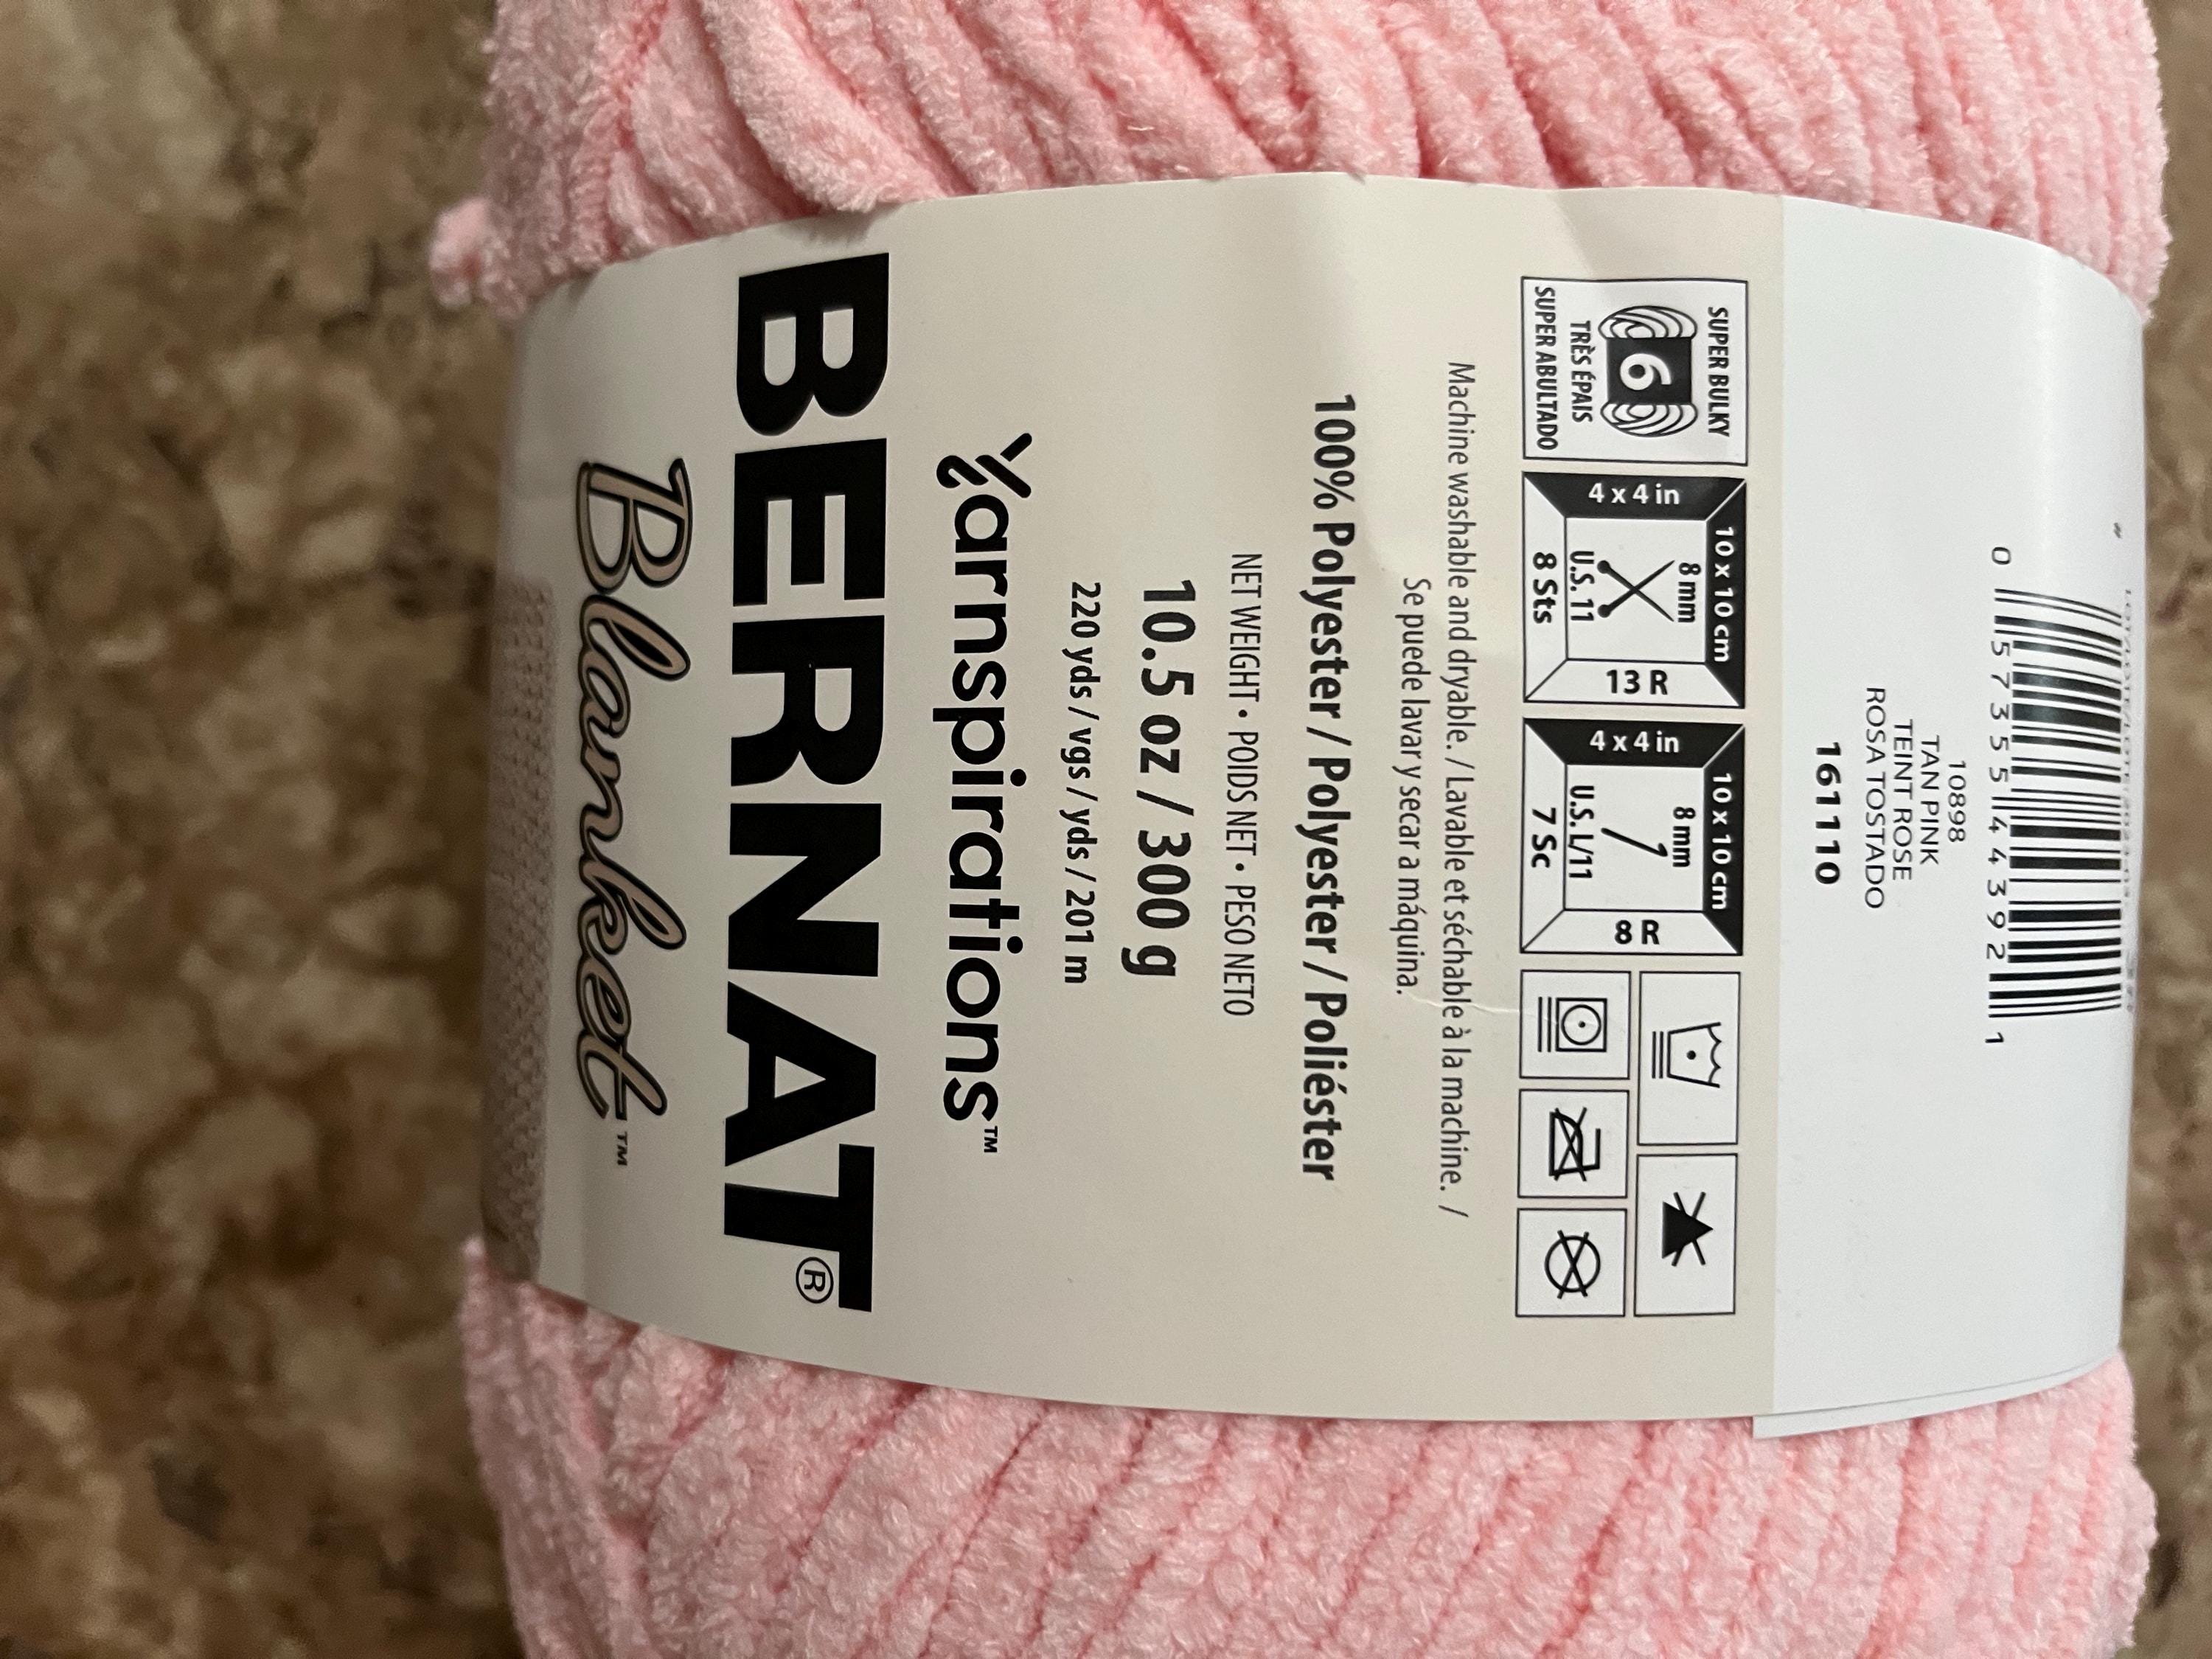 Blanket™
BERNAT®
Yarnspirations™
220 yds / vgs / yds / 201 m
10.5 oz / 300 g
NET WEIGHT • POIDS NET • PESO NETO
100% Polyester / Polyester / Poliéster
Machine washable and dryable. / Lavable et séchable à la machine. /
Se puede lavar y secar a máquina.
SUPER BULKY
6
TRÈS ÉPAIS
SUPER ABULTADO
10 x 10 cm
4 x 4 in
8 mm
U.S. 11
13 R
8 Sts
10 x 10 cm
4 x 4 in
8 mm
U.S. L/11
8 R
7 Sc
161110
ROSA TOSTADO
TEINT ROSE
TAN PINK
10898
0 57355 44392 1